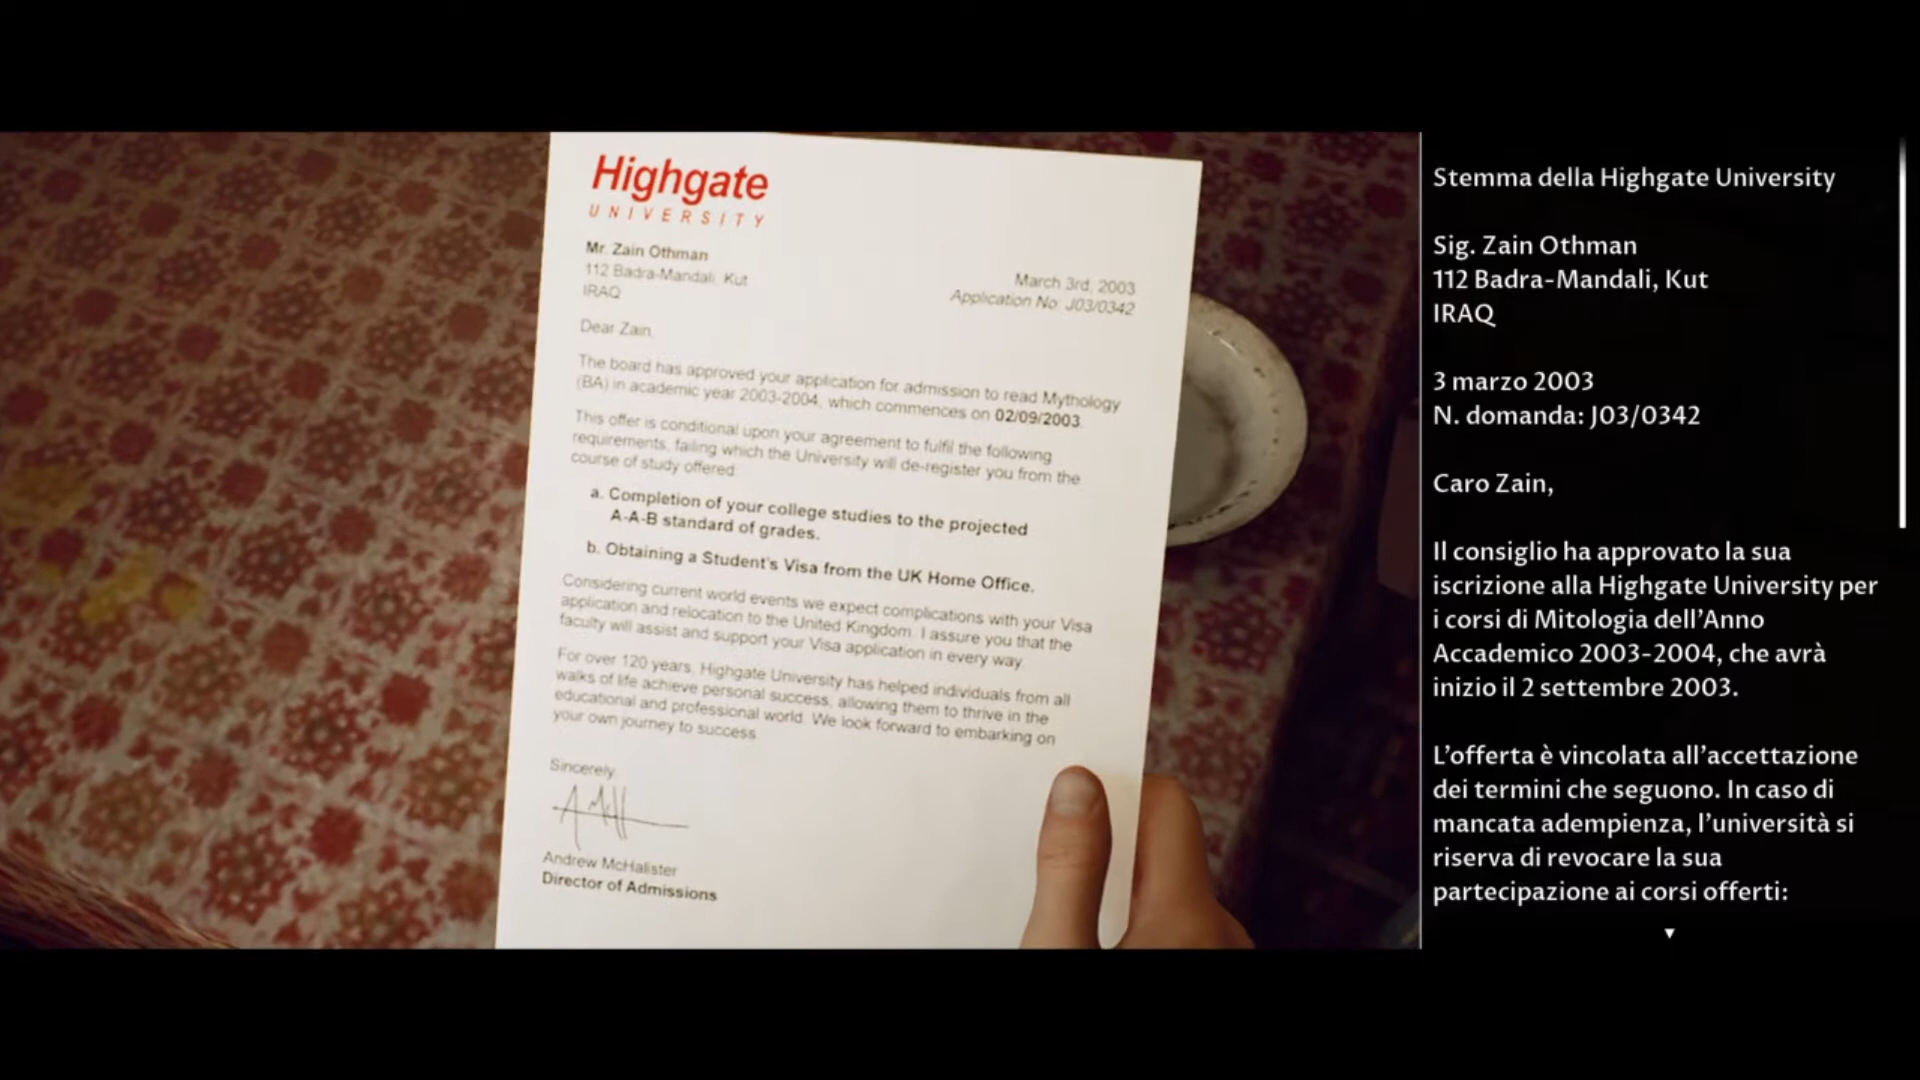 Highgate
UNIVERSITY
Mr. Zain Othman
112 Badra-Mandali, Kut
IRAQ
March 3rd, 2003
Application No: J03/0342
Dear Zain,
The board has approved your application for admission to read Mythology
(BA) in academic year 2003-2004, which commences on 02/09/2003.
This offer is conditional upon your agreement to fulfil the following
requirements, failing which the University will de-register you from the
course of study offered:
a. Completion of your college studies to the projected
A-A-B standard of grades.
b. Obtaining a Student's Visa from the UK Home Office.
Considering current world events we expect complications with your Visa
application and relocation to the United Kingdom. I assure you that the
faculty will assist and support your Visa application in every way.
For over 120 years, Highgate University has helped individuals from all
walks of life achieve personal success, allowing them to thrive in the
educational and professional world. We look forward to embarking on
your own journey to success.
Sincerely,
Andrew McHalister
Director of Admissions
Stemma della Highgate University
Sig. Zain Othman
112 Badra-Mandali, Kut
IRAQ
3 marzo 2003
N. domanda: J03/0342
Caro Zain,
Il consiglio ha approvato la sua
iscrizione alla Highgate University per
i corsi di Mitologia dell'Anno
Accademico 2003-2004, che avrà
inizio il 2 settembre 2003.
L'offerta è vincolata all'accettazione
dei termini che seguono. In caso di
mancata adempienza, l'università si
riserva di revocare la sua
partecipazione ai corsi offerti: